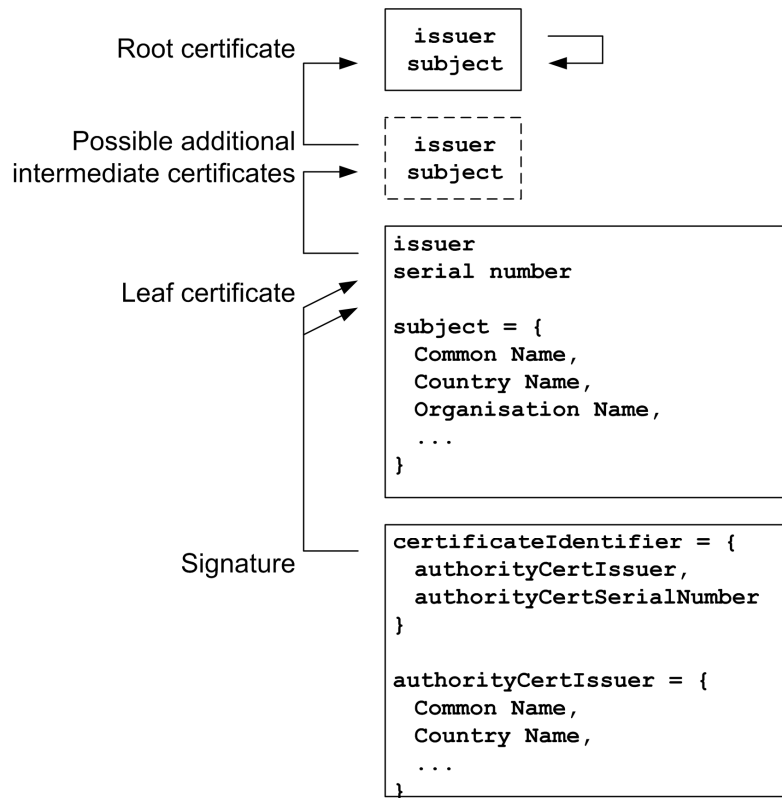 Root certificate
issuer
subject
Possible additional
intermediate certificates
issuer
subject
Leaf certificate
issuer
serial number
subject = {
Common Name,
Country Name,
Organisation Name,
...
}
Signature
certificateIdentifier = {
authorityCertIssuer,
authorityCertSerialNumber
}
authorityCertIssuer = {
Common Name,
Country Name,
...
}